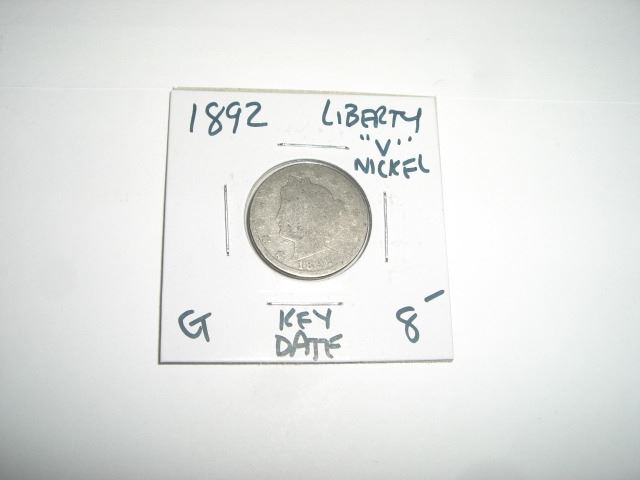 1892 LIBERTY
"V"
NICKEL
G KEY 8-
DATE